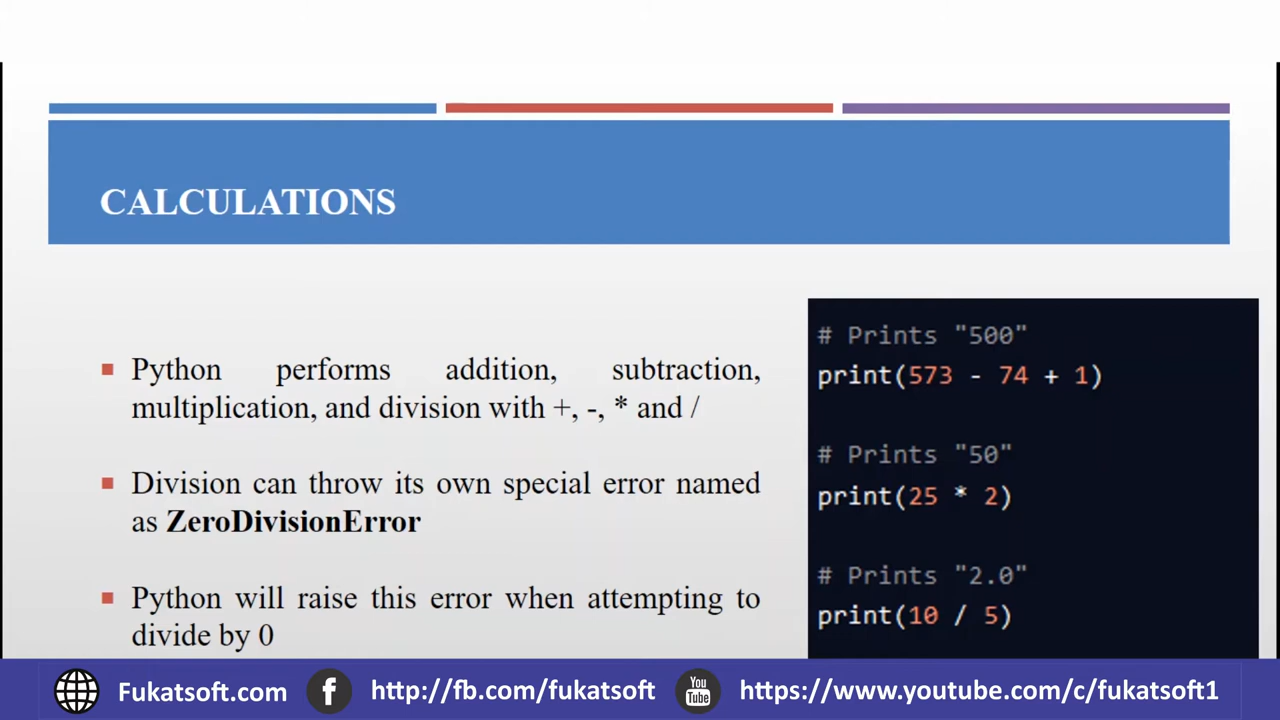 CALCULATIONS
Python performs addition, subtraction,
multiplication, and division with +, -, * and /
Division can throw its own special error named
as ZeroDivisionError
Python will raise this error when attempting to
divide by 0
# Prints "500"
print(573 - 74 + 1)
# Prints "50"
print(25 * 2)
# Prints "2.0"
print(10 / 5)
Fukatsoft.com
f
http://fb.com/fukatsoft
You
Tube
https://www.youtube.com/c/fukatsoft1